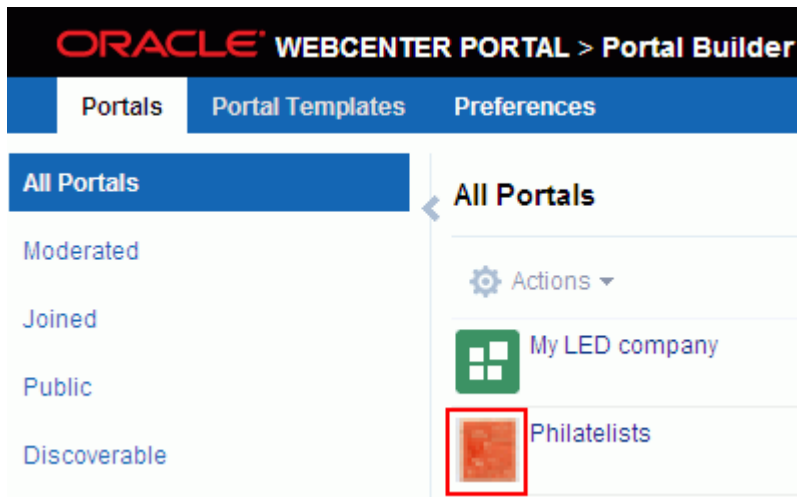 ORACLE WEBCENTER PORTAL > Portal Builder
Portals Portal Templates Preferences
All Portals
Moderated
Joined
Public
Discoverable
All Portals
Actions
My LED company
Philatelists